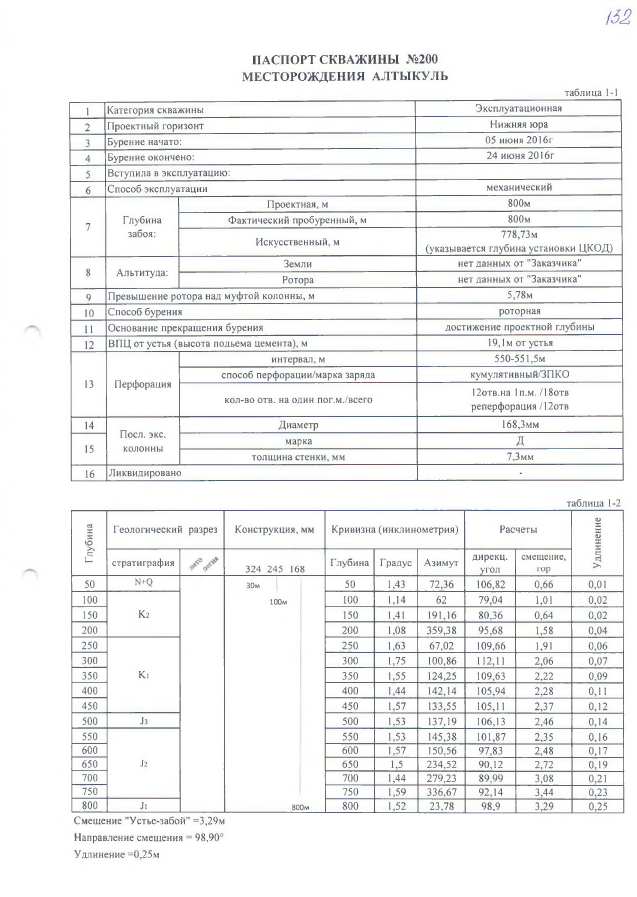 132
ПАСПОРТ СКВАЖИНЫ №200
МЕСТОРОЖДЕНИЯ АЛТЫКУЛЬ
таблица 1-1
1 Категория скважины Эксплуатационная
2 Проектный горизонт Нижняя юра
3 Бурение начато: 05 июня 2016г
4 Бурение окончено: 24 июня 2016г
5 Вступила в эксплуатацию:
6 Способ эксплуатации механический
7 Глубина забоя: Проектная, м 800м
Фактический пробуренный, м 800м
Искусственный, м 778,73м
(указывается глубина установки ЦКОД)
8 Альтитуда: Земли нет данных от "Заказчика"
Ротора нет данных от "Заказчика"
9 Превышение ротора над муфтой колонны, м 5,78м
10 Способ бурения роторная
11 Основание прекращения бурения достижение проектной глубины
12 ВПЦ от устья (высота подъема цемента), м 19,1м от устья
13 Перфорация интервал, м 550-551,5м
способ перфорации/марка заряда кумулятивный/ЗПКО
кол-во отв. на один пог.м./всего 12отв.на 1п.м. /18отв
реперфорация /12отв
14 Посл. экс. колонны Диаметр 168,3мм
15 марка Д
толщина стенки, мм 7,3мм
16 Ликвидировано -
таблица 1-2
Глубина Геологический разрез Конструкция, мм Кривизна (инклинометрия) Расчеты Удлинение
стратиграфия лито логия 324 245 168 Глубина Градус Азимут дирекц. угол смещение, гор
50 N+Q 30м 50 1,43 72,36 106,82 0,66 0,01
100 100м 100 1,14 62 79,04 1,01 0,02
150 K2 150 1,41 191,16 80,36 0,64 0,02
200 200 1,08 359,38 95,68 1,58 0,04
250 250 1,63 67,02 109,66 1,91 0,06
300 300 1,75 100,86 112,11 2,06 0,07
350 K1 350 1,55 124,25 109,63 2,22 0,09
400 400 1,44 142,14 105,94 2,28 0,11
450 450 1,57 133,55 105,11 2,37 0,12
500 J3 500 1,53 137,19 106,13 2,46 0,14
550 550 1,53 145,38 101,87 2,35 0,16
600 600 1,57 150,56 97,83 2,48 0,17
650 J2 650 1,5 234,52 90,12 2,72 0,19
700 700 1,44 279,23 89,99 3,08 0,21
750 750 1,59 336,67 92,14 3,44 0,23
800 J1 800м 800 1,52 23,78 98,9 3,29 0,25
Смещение "Устье-забой" =3,29м
Направление смещения = 98,90°
Удлинение =0,25м